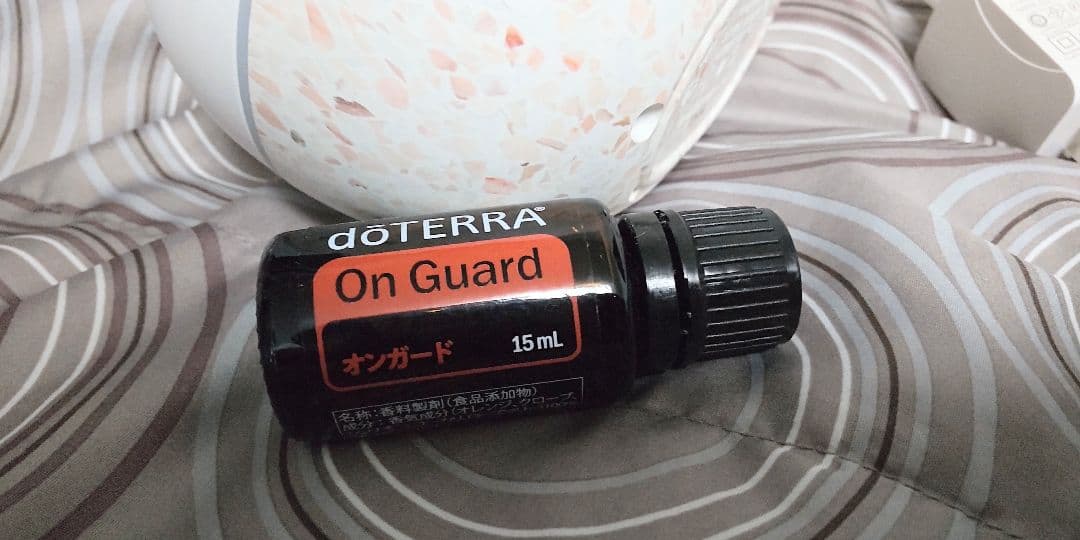 dōTERRA®
On Guard
オンガード
15mL
名称:香料製剤(食品添加物)
成分:香気成分(オレンジ、クローブ、